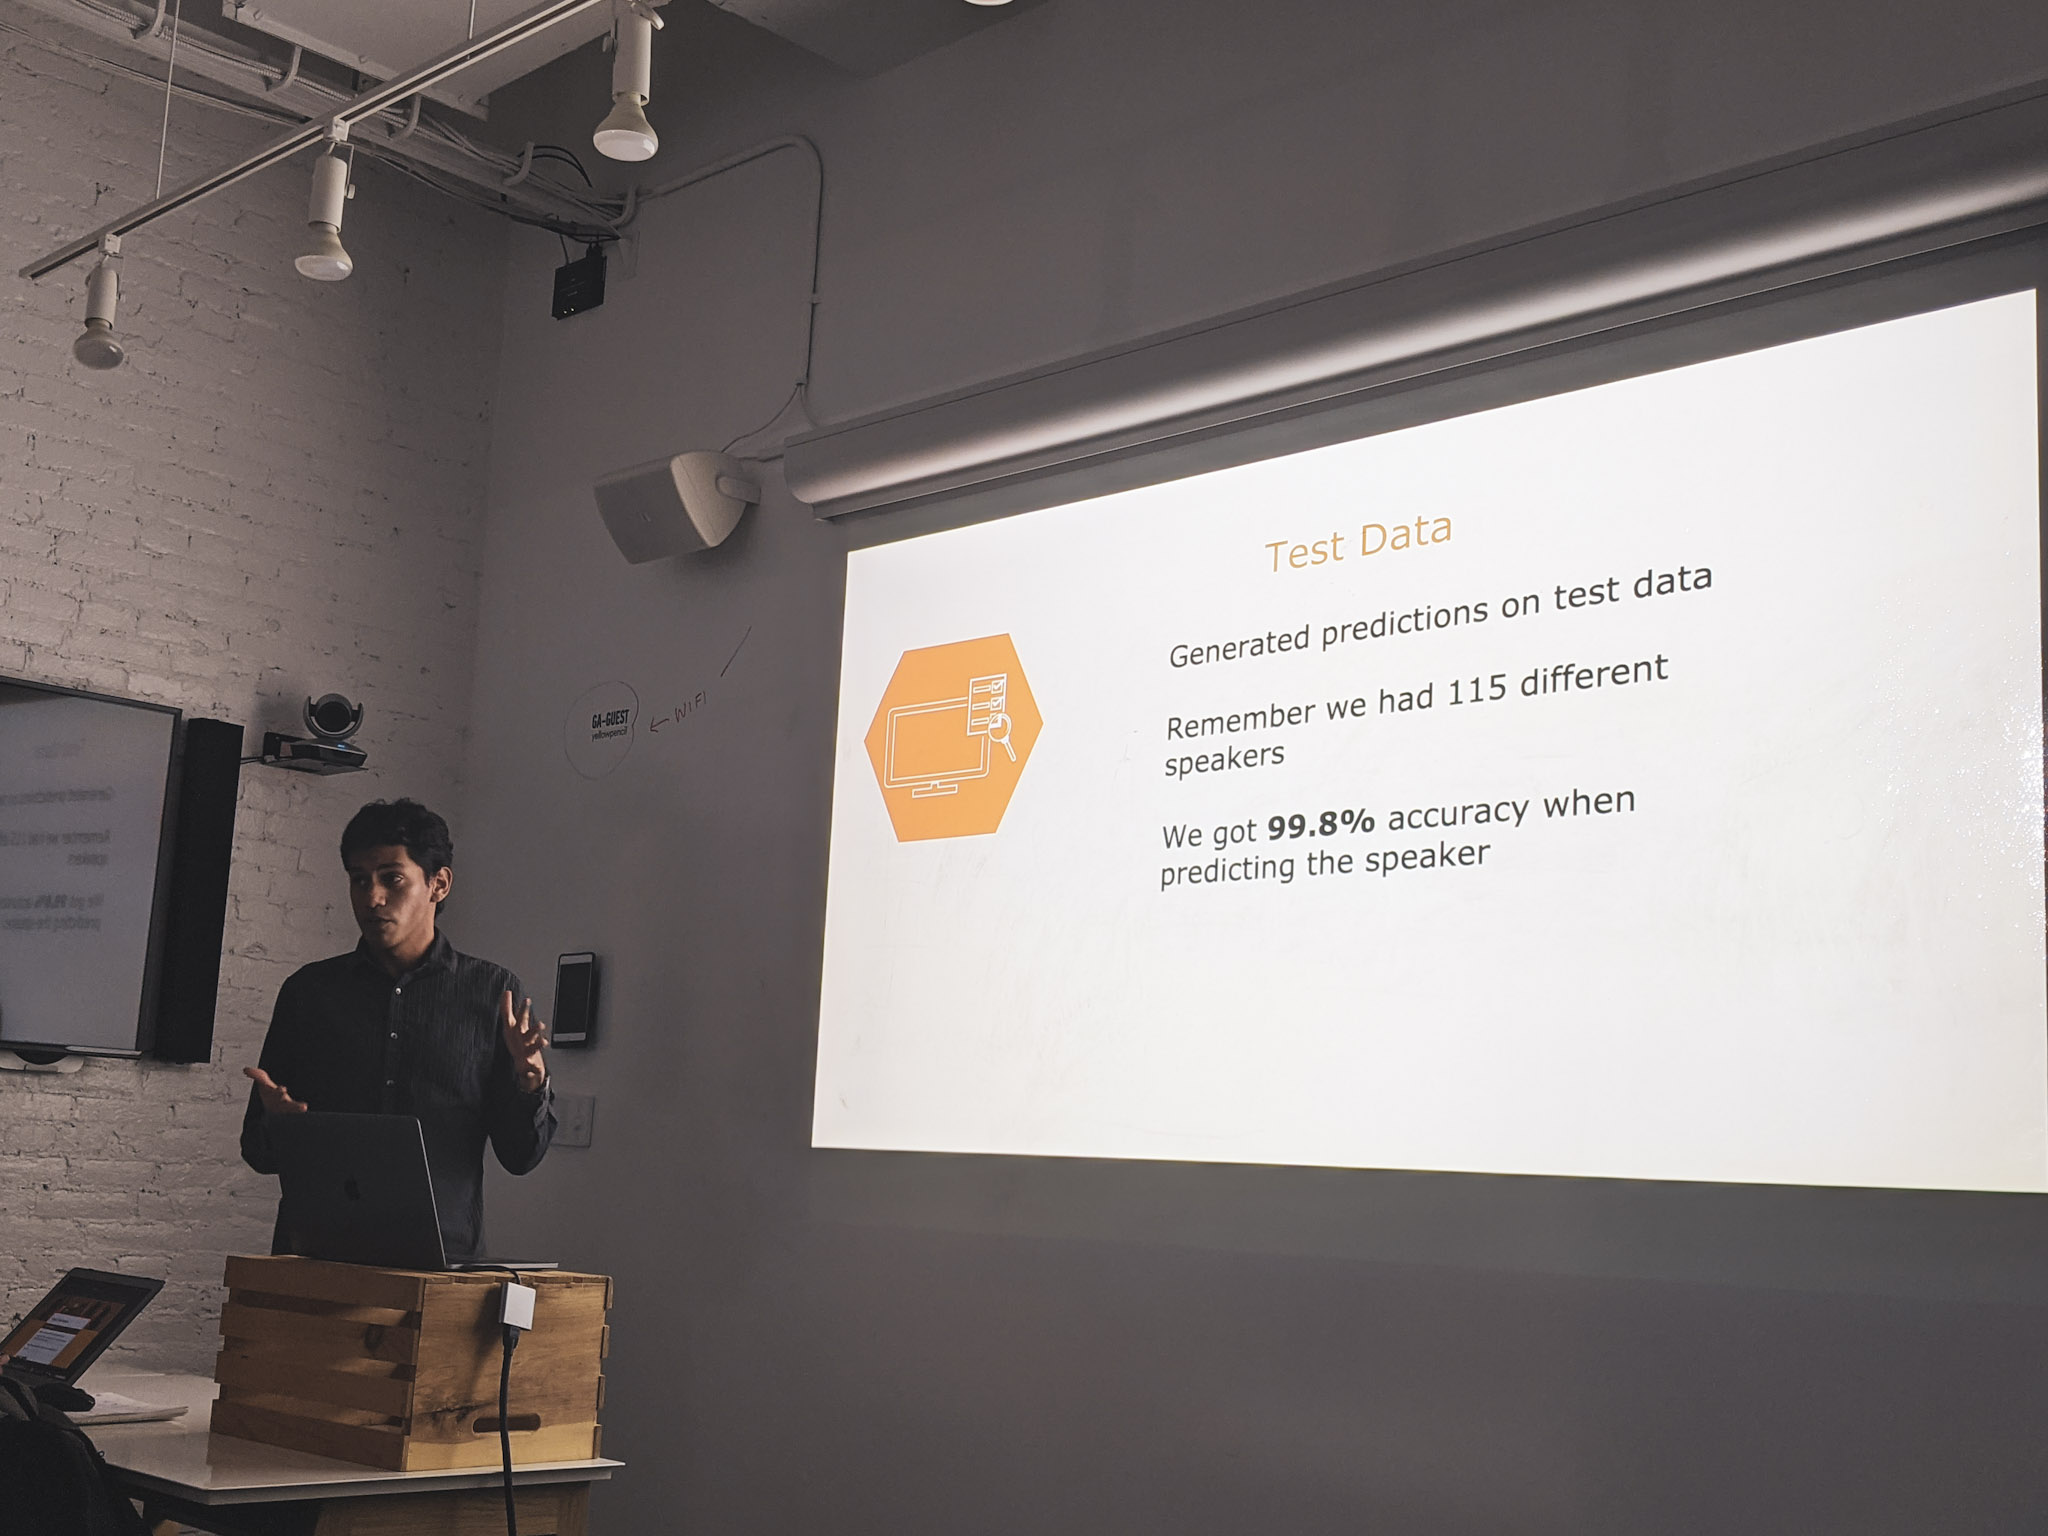 Test Data
Generated predictions on test data
Remember we had 115 different
speakers
We got 99.8% accuracy when
predicting the speaker
GA-GUEST
yellowpencil
← WIFI